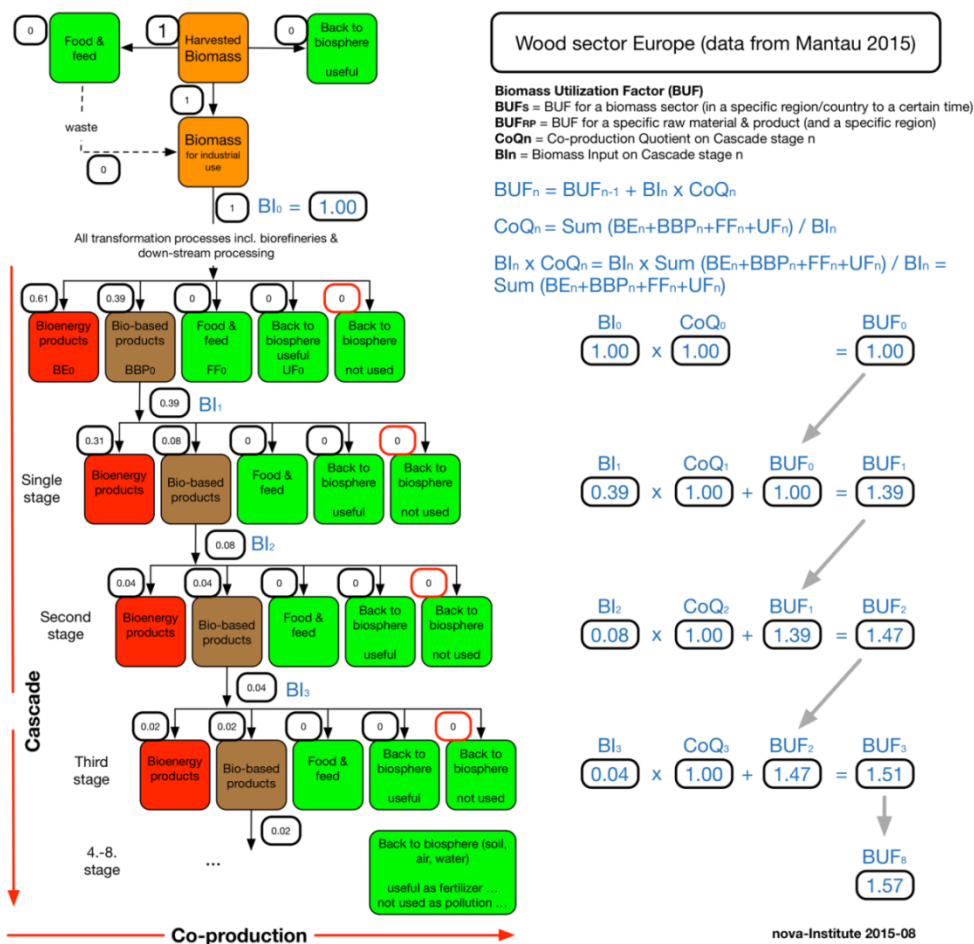 0
Food &
feed
1
Harvested
Biomass
0
Back to
biosphere
useful
1
waste
0
Biomass
for industrial
use
1
BI₀ = 1.00
All transformation processes incl. biorefineries &
down-stream processing
0.61
0.39
0
0
0
Bioenergy
products
BE₀
Bio-based
products
BBP₀
Food &
feed
FF₀
Back to
biosphere
useful
UF₀
Back to
biosphere
not used
0.39
BI₁
0.31
0.08
0
0
0
Single
stage
Bioenergy
products
Bio-based
products
Food &
feed
Back to
biosphere
useful
Back to
biosphere
not used
0.08
BI₂
0.04
0.04
0
0
0
Second
stage
Bioenergy
products
Bio-based
products
Food &
feed
Back to
biosphere
useful
Back to
biosphere
not used
0.04
BI₃
0.02
0.02
0
0
0
Third
stage
Bioenergy
products
Bio-based
products
Food &
feed
Back to
biosphere
useful
Back to
biosphere
not used
0.02
4.-8.
stage
...
Back to biosphere (soil,
air, water)
useful as fertilizer ...
not used as pollution ...
Cascade
Co-production
Wood sector Europe (data from Mantau 2015)
Biomass Utilization Factor (BUF)
BUFs = BUF for a biomass sector (in a specific region/country to a certain time)
BUFRP = BUF for a specific raw material & product (and a specific region)
CoQn = Co-production Quotient on Cascade stage n
BIn = Biomass Input on Cascade stage n
BUFₙ = BUFₙ₋₁ + BIₙ x CoQₙ
CoQₙ = Sum (BEₙ+BBPₙ+FFₙ+UFₙ) / BIₙ
BIₙ x CoQₙ = BIₙ x Sum (BEₙ+BBPₙ+FFₙ+UFₙ) / BIₙ =
Sum (BEₙ+BBPₙ+FFₙ+UFₙ)
BI₀ CoQ₀ BUF₀
1.00 x 1.00 = 1.00
BI₁ CoQ₁ BUF₀ BUF₁
0.39 x 1.00 + 1.00 = 1.39
BI₂ CoQ₂ BUF₁ BUF₂
0.08 x 1.00 + 1.39 = 1.47
BI₃ CoQ₃ BUF₂ BUF₃
0.04 x 1.00 + 1.47 = 1.51
BUF₈
1.57
nova-Institute 2015-08